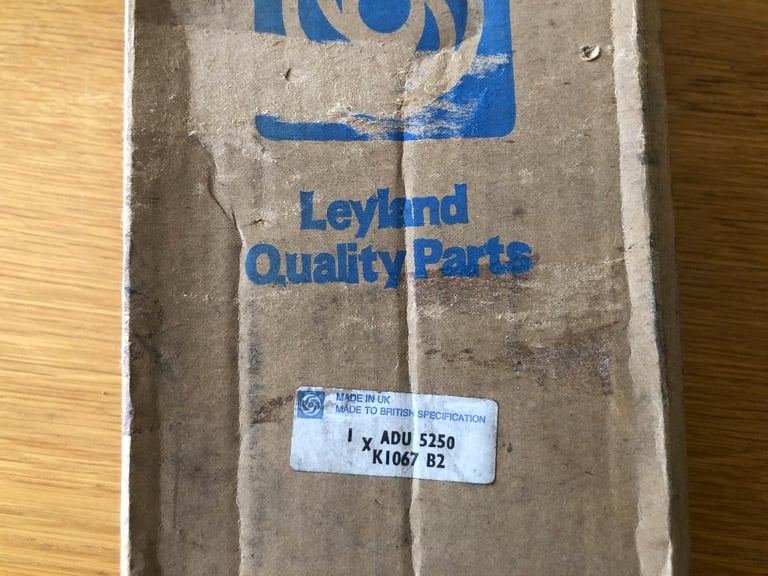 Leyland
Quality Parts
MADE IN UK
MADE TO BRITISH SPECIFICATION
1 X ADU 5250
K1067 B2